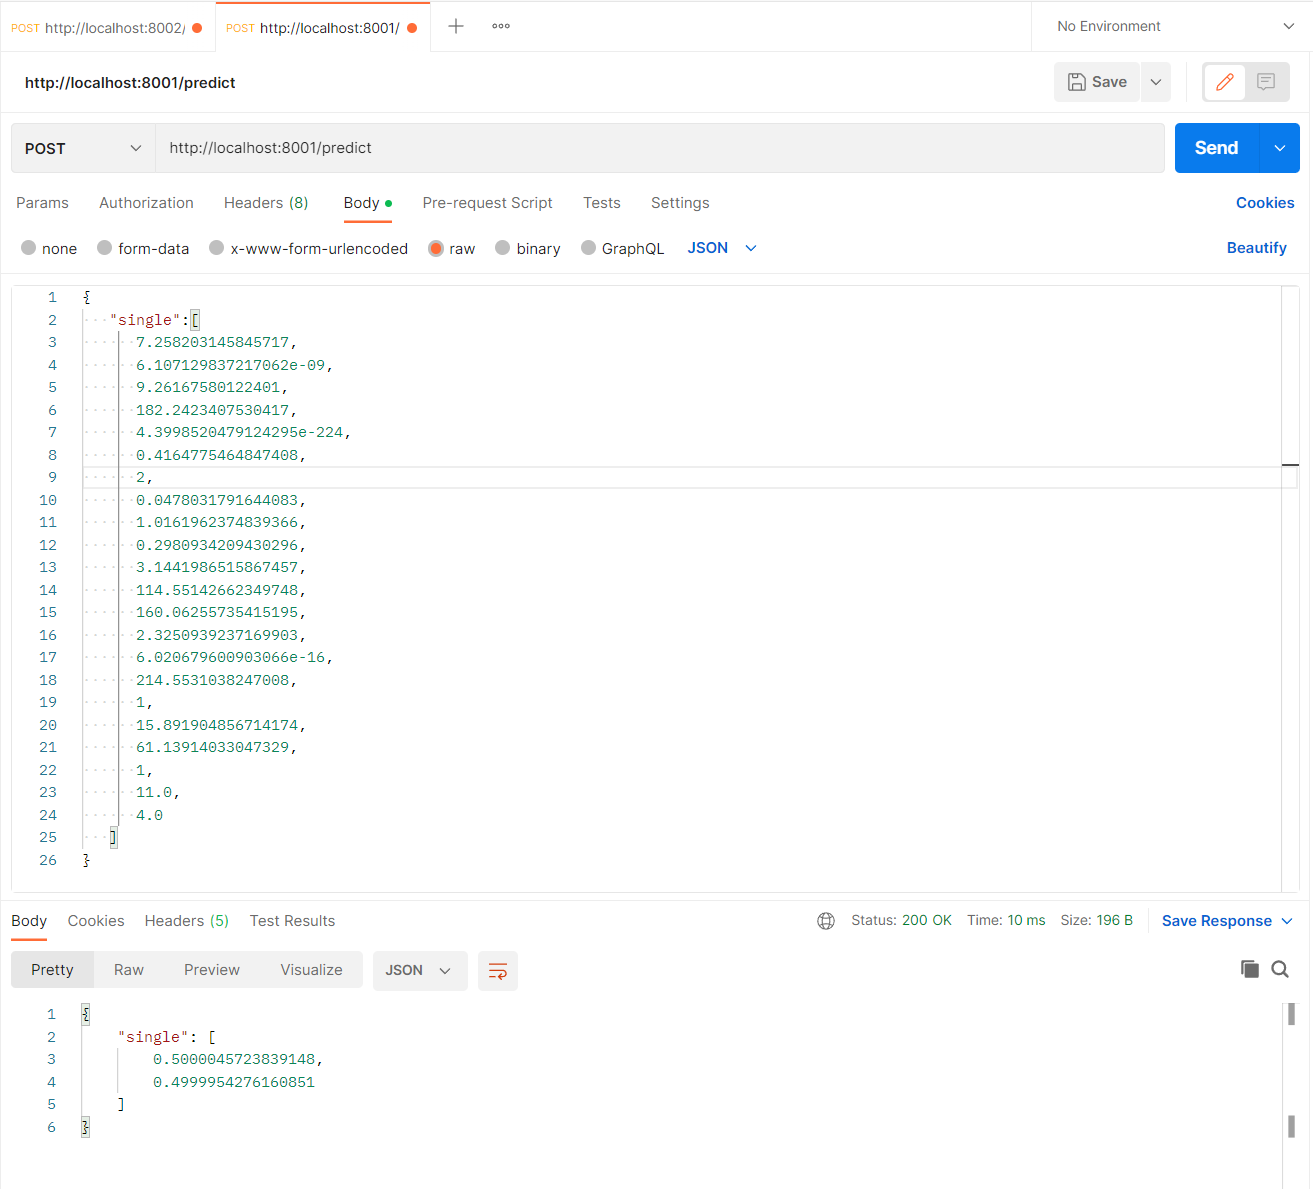 POST http://localhost:8002/ POST http://localhost:8001/ No Environment
http://localhost:8001/predict Save
POST http://localhost:8001/predict Send
Params Authorization Headers (8) Body Pre-request Script Tests Settings Cookies
none form-data x-www-form-urlencoded raw binary GraphQL JSON Beautify
1 {
2 "single":[
3 7.258203145845717,
4 6.107129837217062e-09,
5 9.26167580122401,
6 182.2423407530417,
7 4.3998520479124295e-224,
8 0.4164775464847408,
9 2,
10 0.0478031791644083,
11 1.0161962374839366,
12 0.2980934209430296,
13 3.1441986515867457,
14 114.55142662349748,
15 160.06255735415195,
16 2.3250939237169903,
17 6.020679600903066e-16,
18 214.5531038247008,
19 1,
20 15.891904856714174,
21 61.13914033047329,
22 1,
23 11.0,
24 4.0
25 ]
26 }
Body Cookies Headers (5) Test Results Status: 200 OK Time: 10 ms Size: 196 B Save Response
Pretty Raw Preview Visualize JSON
1 {
2 "single": [
3 0.5000045723839148,
4 0.4999954276160851
5 ]
6 }